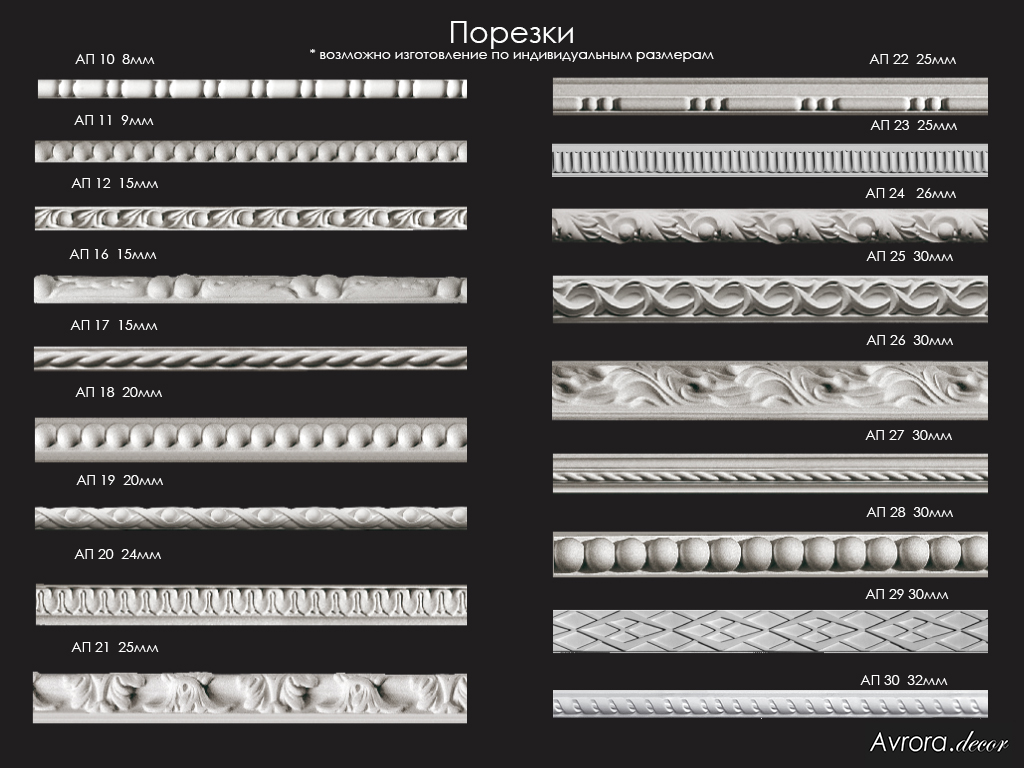 Порезки
* возможно изготовление по индивидуальным размерам
АП 10 8мм
АП 11 9мм
АП 12 15мм
АП 16 15мм
АП 17 15мм
АП 18 20мм
АП 19 20мм
АП 20 24мм
АП 21 25мм
АП 22 25мм
АП 23 25мм
АП 24 26мм
АП 25 30мм
АП 26 30мм
АП 27 30мм
АП 28 30мм
АП 29 30мм
АП 30 32мм
Avrora.decor